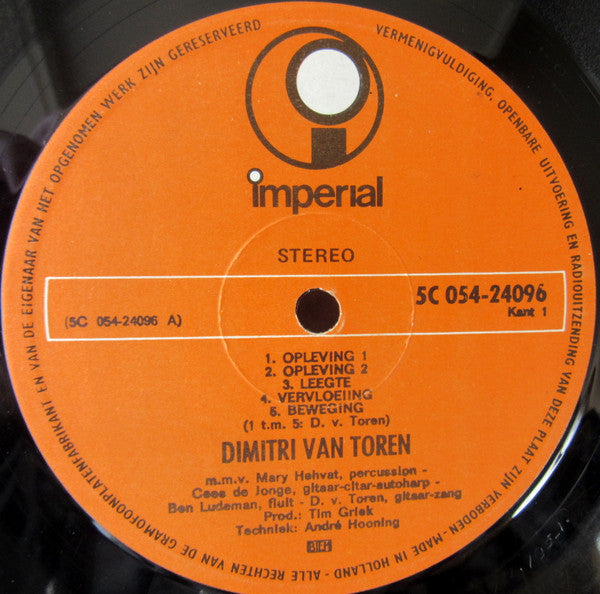 ALLE RECHTEN VAN DE GRAMOFOONPLATENFABRIKANT EN VAN DE EIGENAAR VAN HET OPGENOMEN WERK ZIJN GERESERVEERD
VERMENIGVULDIGING, OPENBARE UITVOERING EN RADIOUITZENDING VAN DEZE PLAAT ZIJN VERBODEN - MADE IN HOLLAND -
imperial
STEREO
5C 054-24096
(5C 054-24096 A)
Kant 1
1. OPLEVING 1
2. OPLEVING 2
3. LEEGTE
4. VERVLOEIING
5. BEWEGING
(1 t.m. 5: D. v. Toren)
DIMITRI VAN TOREN
m.m.v. Mary Hehvat, percussion -
Cees de Jonge, gitaar-citar-autoharp -
Ben Ludeman, fluit - D. v. Toren, gitaar-zang
Prod.: Tim Griek
Techniek: André Hooning
BIEM